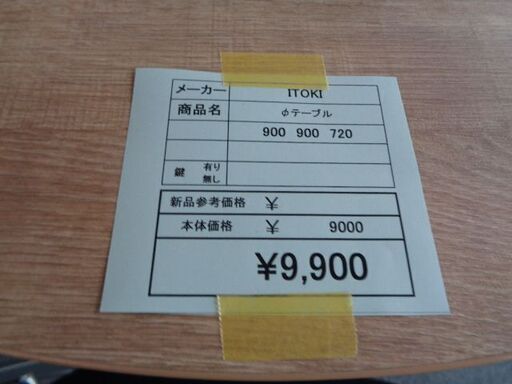 メーカー ITOKI
商品名 φテーブル
900 900 720
鍵 有り
無し
新品参考価格 ¥
本体価格 ¥ 9000
¥9,900